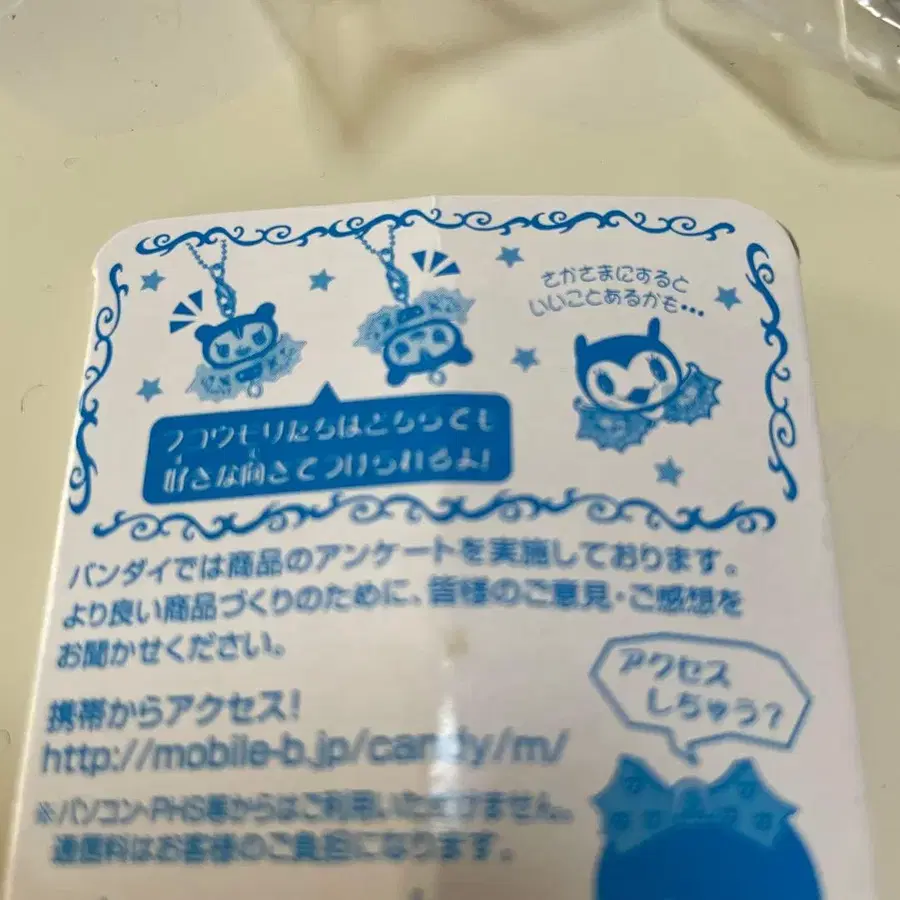 さかさまにすると
いいことあるかも…
フコウモリたちはどちらでも
好きな向きでつけられるよ!
バンダイでは商品のアンケートを実施しております。
より良い商品づくりのために、皆様のご意見・ご感想を
お聞かせください。
アクセス
しちゃう?
携帯からアクセス!
http://mobile-b.jp/candy/m/
※パソコン・PHS等からはご利用いただけません。
通信料はお客様のご負担になります。